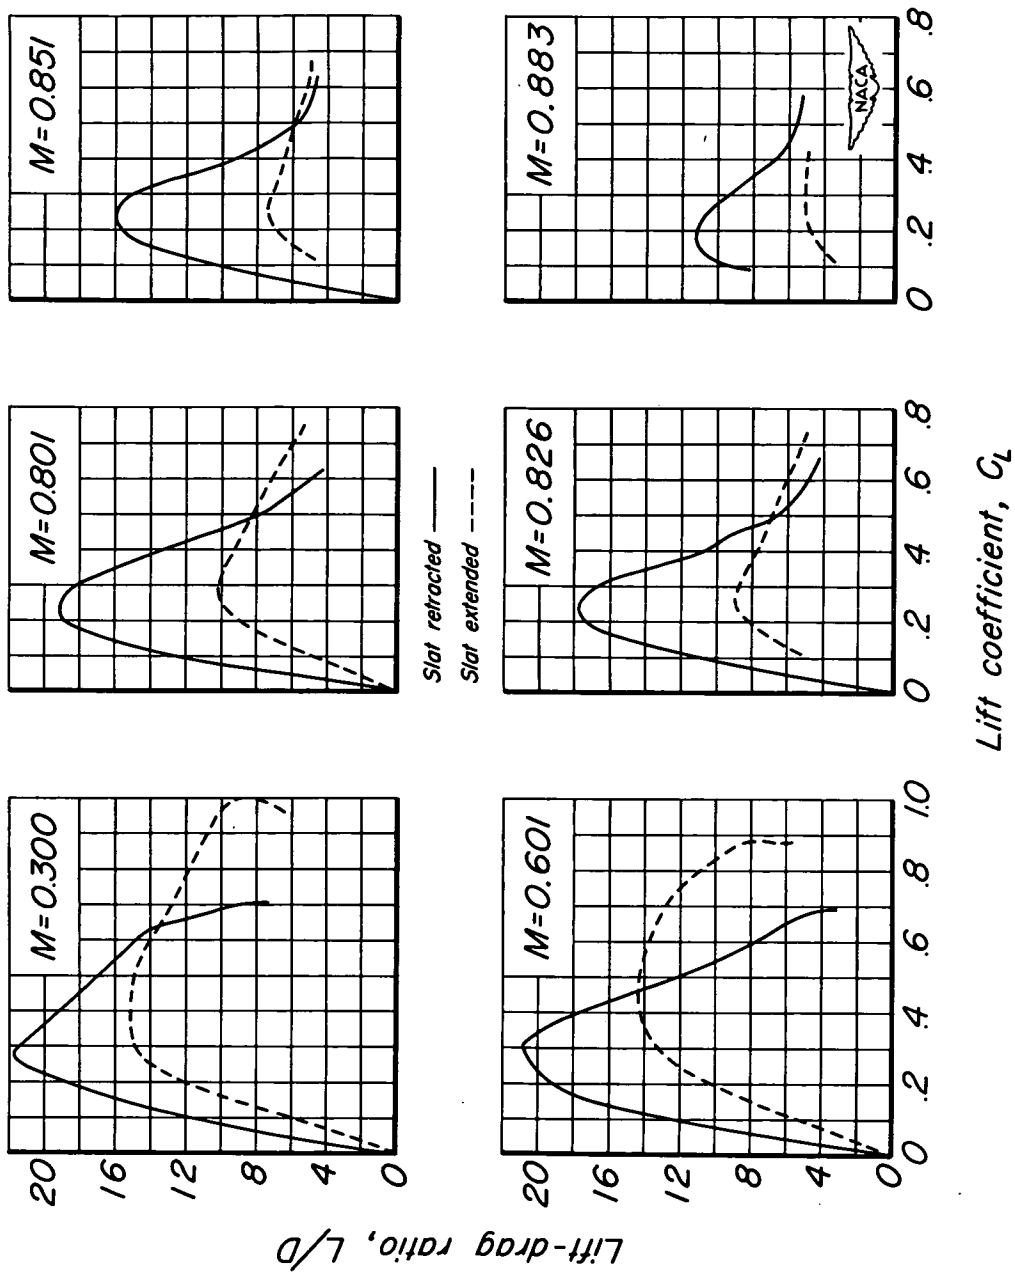 M=0.300
M=0.801
M=0.851
20
16
12
8
4
0
Slat retracted
Slat extended
M=0.601
M=0.826
M=0.883
NACA
20
16
12
8
4
0
0
.2
.4
.6
.8
1.0
0
.2
.4
.6
.8
0
.2
.4
.6
.8
Lift-drag ratio, L/D
Lift coefficient, CL